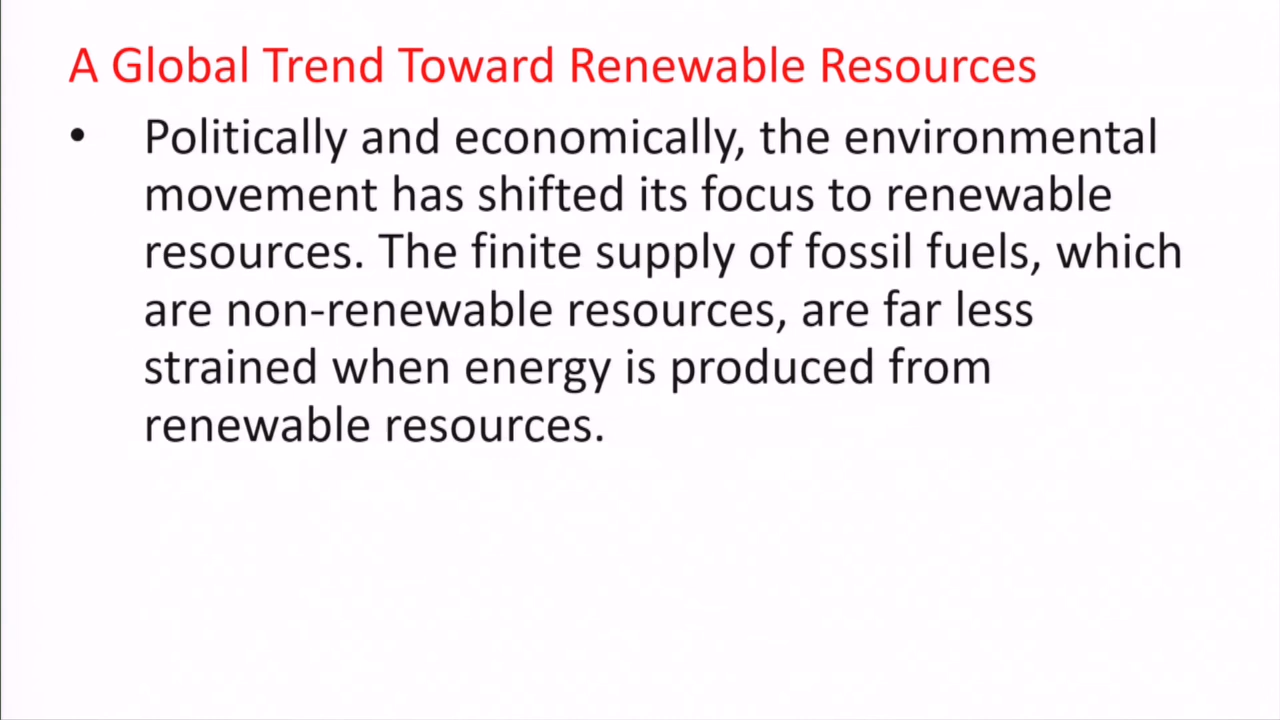 A Global Trend Toward Renewable Resources
• Politically and economically, the environmental
movement has shifted its focus to renewable
resources. The finite supply of fossil fuels, which
are non-renewable resources, are far less
strained when energy is produced from
renewable resources.